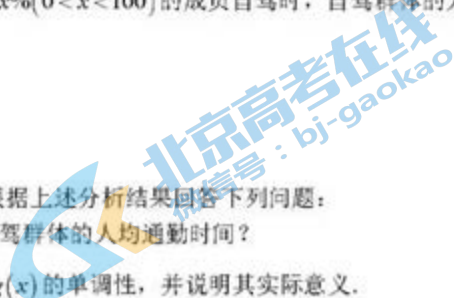 x%(0<x<100)的成员自驾时，自驾群体的
北京高考在线
微信号：bj-gaokao
根据上述分析结果回答下列问题：
驾群体的人均通勤时间？
g(x)的单调性，并说明其实际意义.